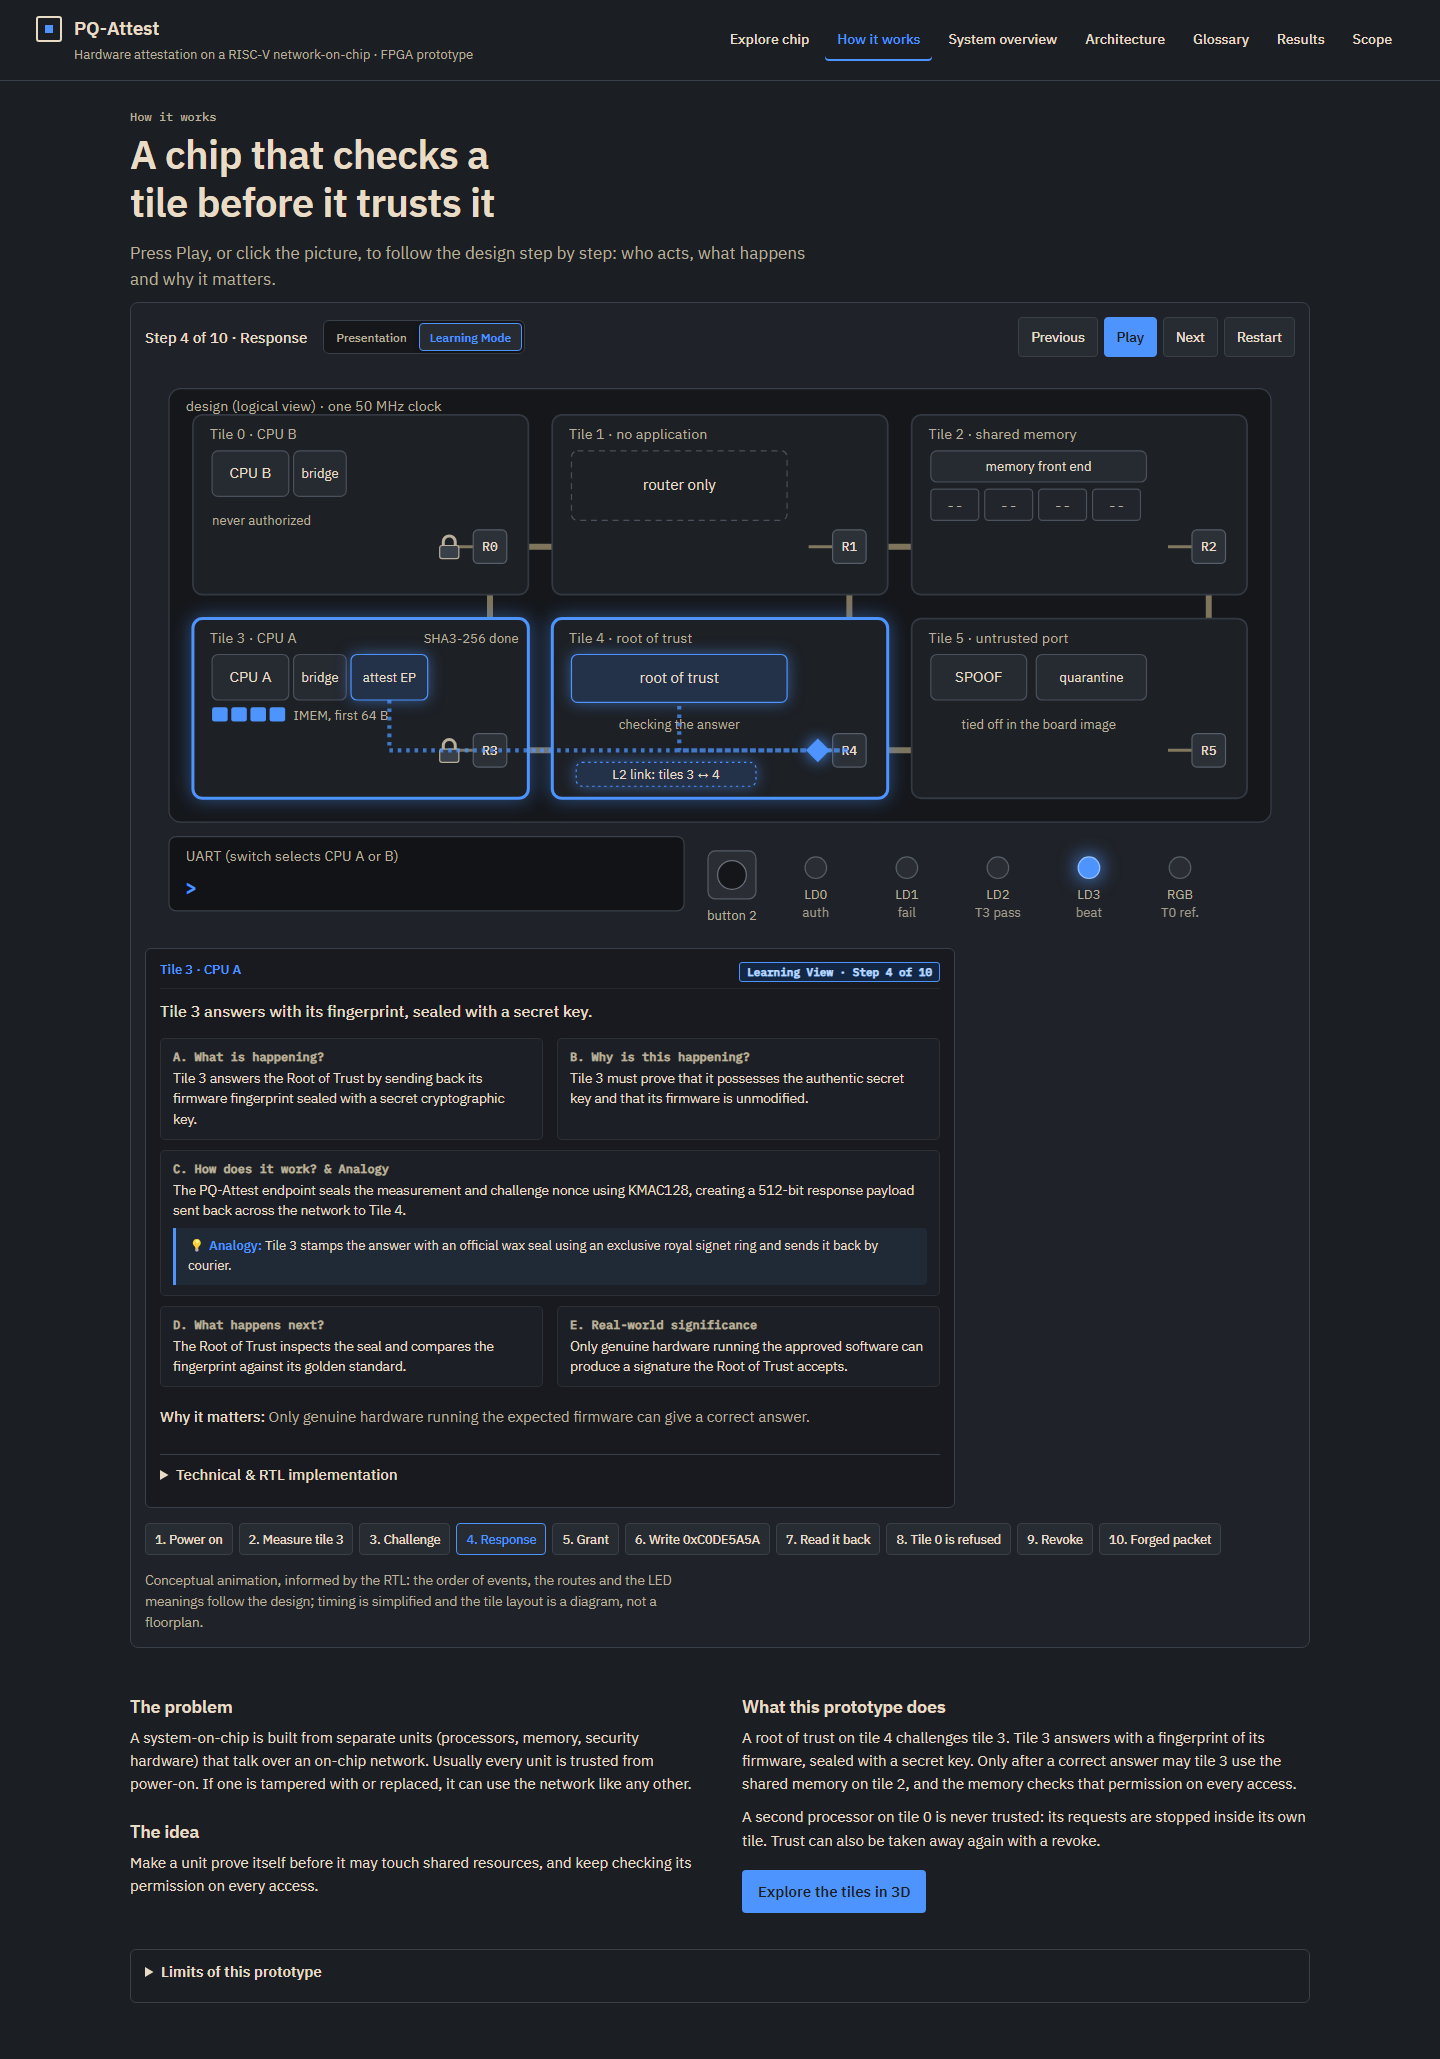 PQ-Attest
Hardware attestation on a RISC-V network-on-chip · FPGA prototype
Explore chip
How it works
System overview
Architecture
Glossary
Results
Scope
How it works
A chip that checks a
tile before it trusts it
Press Play, or click the picture, to follow the design step by step: who acts, what happens
and why it matters.
Step 4 of 10 · Response
Presentation
Learning Mode
Previous
Play
Next
Restart
design (logical view) · one 50 MHz clock
Tile 0 · CPU B
CPU B
bridge
never authorized
R0
Tile 1 · no application
router only
R1
Tile 2 · shared memory
memory front end
-- -- -- --
R2
Tile 3 · CPU A
SHA3-256 done
CPU A
bridge
attest EP
IMEM, first 64 B
R3
Tile 4 · root of trust
root of trust
checking the answer
R4
L2 link: tiles 3 ↔ 4
Tile 5 · untrusted port
SPOOF
quarantine
tied off in the board image
R5
UART (switch selects CPU A or B)
>
button 2
LD0
auth
LD1
fail
LD2
T3 pass
LD3
beat
RGB
T0 ref.
Tile 3 · CPU A
Learning View · Step 4 of 10
Tile 3 answers with its fingerprint, sealed with a secret key.
A. What is happening?
Tile 3 answers the Root of Trust by sending back its
firmware fingerprint sealed with a secret cryptographic
key.
B. Why is this happening?
Tile 3 must prove that it possesses the authentic secret
key and that its firmware is unmodified.
C. How does it work? & Analogy
The PQ-Attest endpoint seals the measurement and challenge nonce using KMAC128, creating a 512-bit response payload
sent back across the network to Tile 4.
💡 Analogy: Tile 3 stamps the answer with an official wax seal using an exclusive royal signet ring and sends it back by
courier.
D. What happens next?
The Root of Trust inspects the seal and compares the
fingerprint against its golden standard.
E. Real-world significance
Only genuine hardware running the approved software can
produce a signature the Root of Trust accepts.
Why it matters: Only genuine hardware running the expected firmware can give a correct answer.
▶ Technical & RTL implementation
1. Power on
2. Measure tile 3
3. Challenge
4. Response
5. Grant
6. Write 0xC0DE5A5A
7. Read it back
8. Tile 0 is refused
9. Revoke
10. Forged packet
Conceptual animation, informed by the RTL: the order of events, the routes and the LED
meanings follow the design; timing is simplified and the tile layout is a diagram, not a
floorplan.
The problem
A system-on-chip is built from separate units (processors, memory, security
hardware) that talk over an on-chip network. Usually every unit is trusted from
power-on. If one is tampered with or replaced, it can use the network like any other.
The idea
Make a unit prove itself before it may touch shared resources, and keep checking its
permission on every access.
What this prototype does
A root of trust on tile 4 challenges tile 3. Tile 3 answers with a fingerprint of its
firmware, sealed with a secret key. Only after a correct answer may tile 3 use the
shared memory on tile 2, and the memory checks that permission on every access.
A second processor on tile 0 is never trusted: its requests are stopped inside its own
tile. Trust can also be taken away again with a revoke.
Explore the tiles in 3D
▶ Limits of this prototype